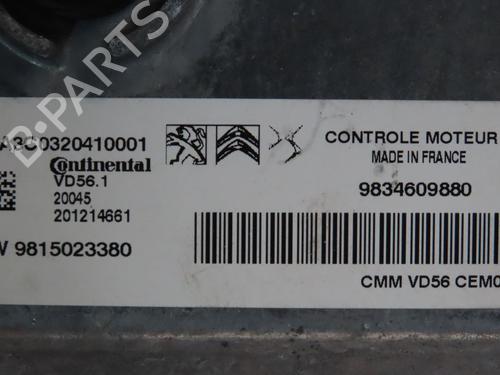 A3C0320410001
CONTROLE MOTEUR
Continental
MADE IN FRANCE
VD56.1
9834609880
20045
201214661
9815023380
CMM VD56 CEM0
B-PARTS